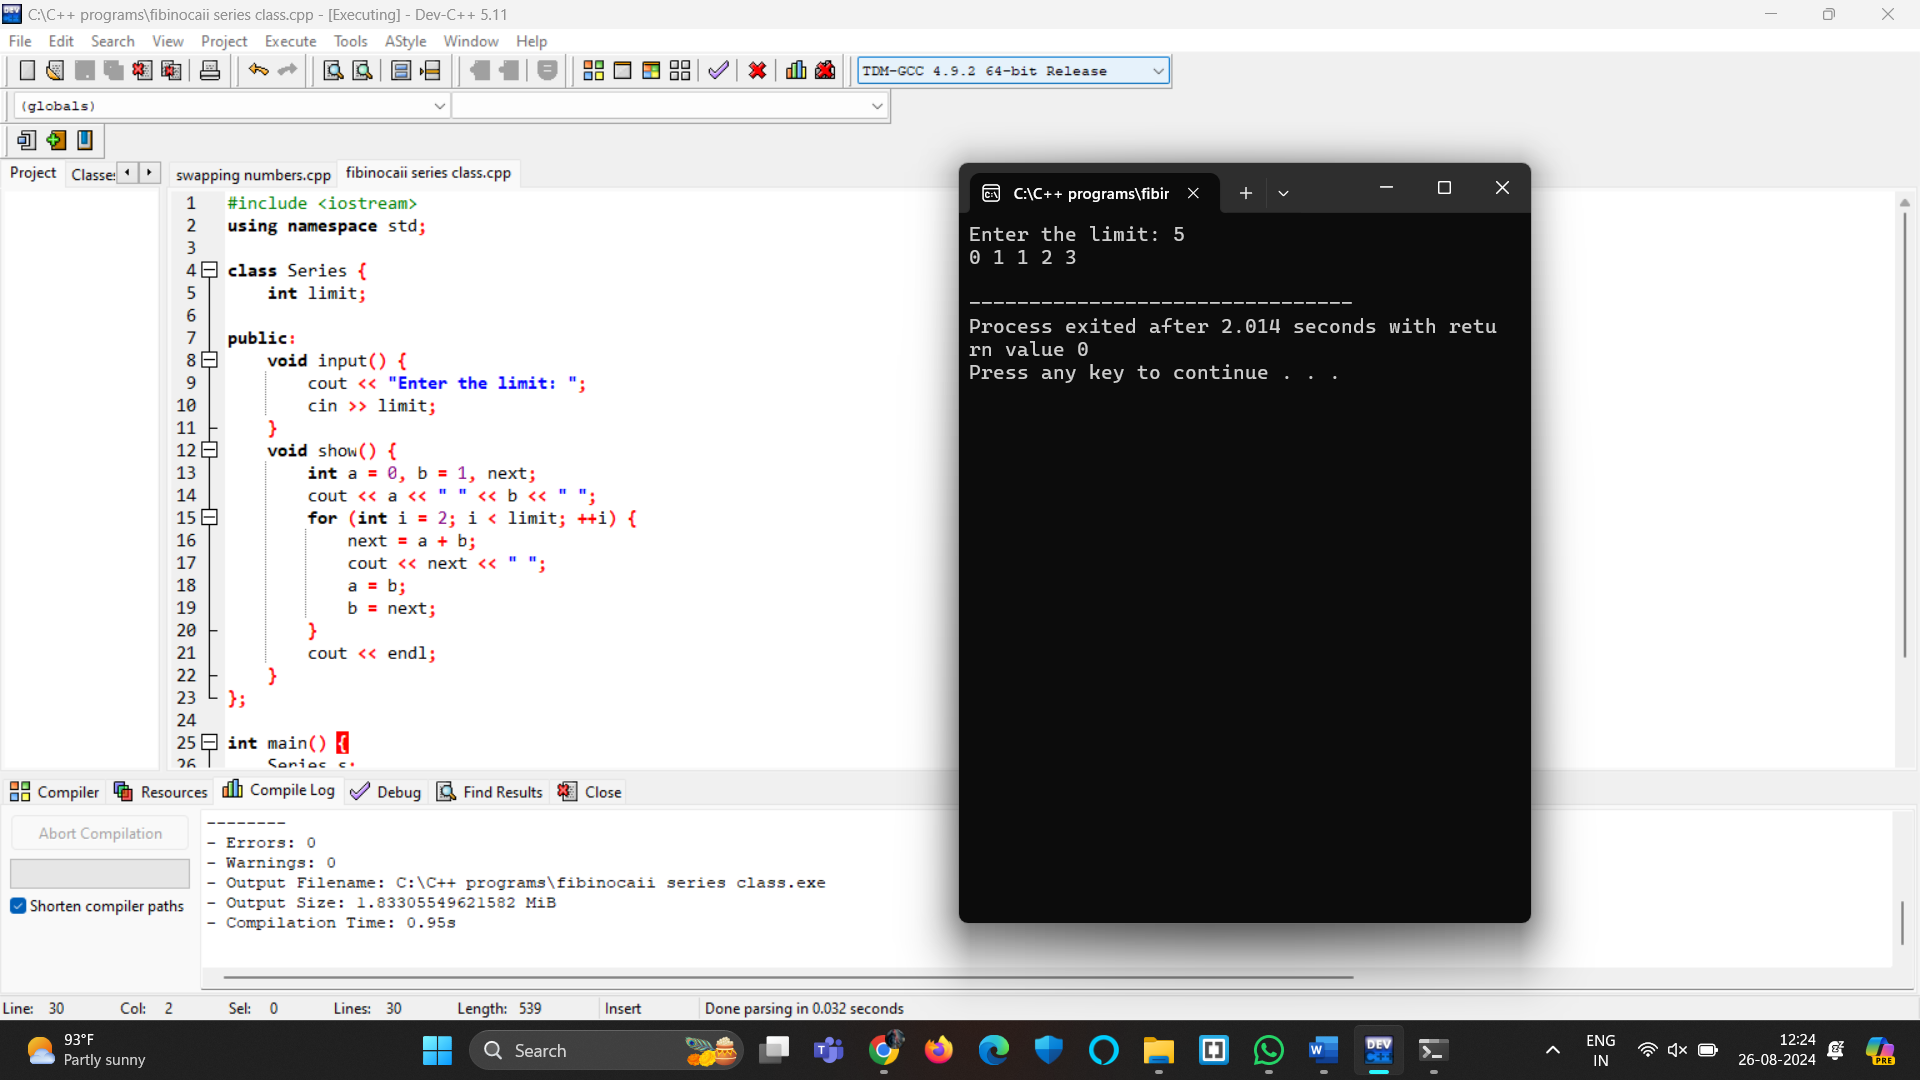 C:\C++ programs\fibinocaii series class.cpp - [Executing] - Dev-C++ 5.11
File Edit Search View Project Execute Tools AStyle Window Help
TDM-GCC 4.9.2 64-bit Release
(globals)
Project Classes
swapping numbers.cpp fibinocaii series class.cpp
1 #include <iostream>
2 using namespace std;
3
4 class Series {
5 int limit;
6
7 public:
8 void input() {
9 cout << "Enter the limit: ";
10 cin >> limit;
11 }
12 void show() {
13 int a = 0, b = 1, next;
14 cout << a << " " << b << " ";
15 for (int i = 2; i < limit; ++i) {
16 next = a + b;
17 cout << next << " ";
18 a = b;
19 b = next;
20 }
21 cout << endl;
22 }
23 };
24
25 int main() {
26 Series s;
C:\C++ programs\fibir
Enter the limit: 5
0 1 1 2 3
--------------------------------
Process exited after 2.014 seconds with retu
rn value 0
Press any key to continue . . .
Compiler Resources Compile Log Debug Find Results Close
Abort Compilation
Shorten compiler paths
--------
- Errors: 0
- Warnings: 0
- Output Filename: C:\C++ programs\fibinocaii series class.exe
- Output Size: 1.83305549621582 MiB
- Compilation Time: 0.95s
Line: 30 Col: 2 Sel: 0 Lines: 30 Length: 539 Insert Done parsing in 0.032 seconds
93°F
Partly sunny
Search
DEV
C++
PRE
ENG
IN
12:24
26-08-2024